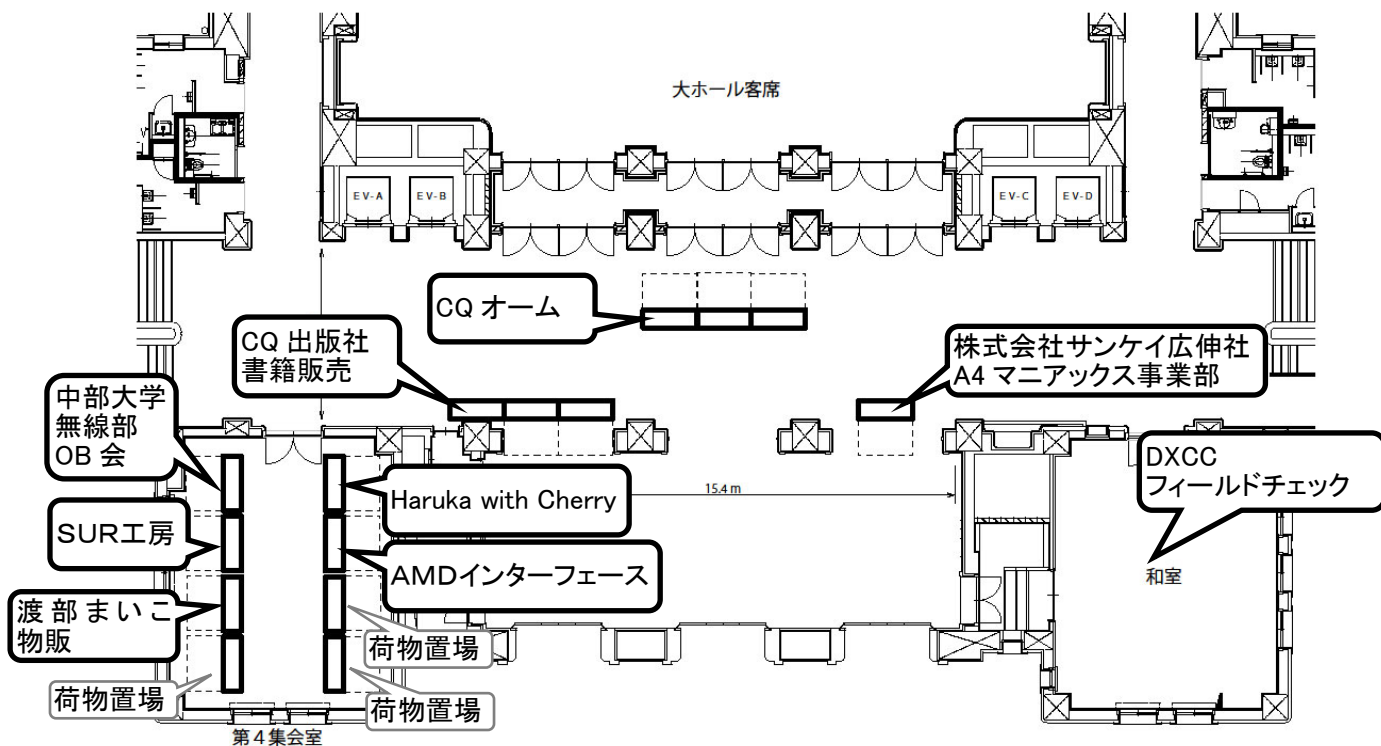 大ホール客席
EV-A
EV-B
EV-C
EV-D
CQ オーム
CQ 出版社
書籍販売
株式会社サンケイ広伸社
A4 マニアックス事業部
中部大学
無線部
OB 会
Haruka with Cherry
15.4 m
DXCC
フィールドチェック
SUR工房
AMDインターフェース
和室
渡部まいこ
物販
荷物置場
荷物置場
荷物置場
第4集会室